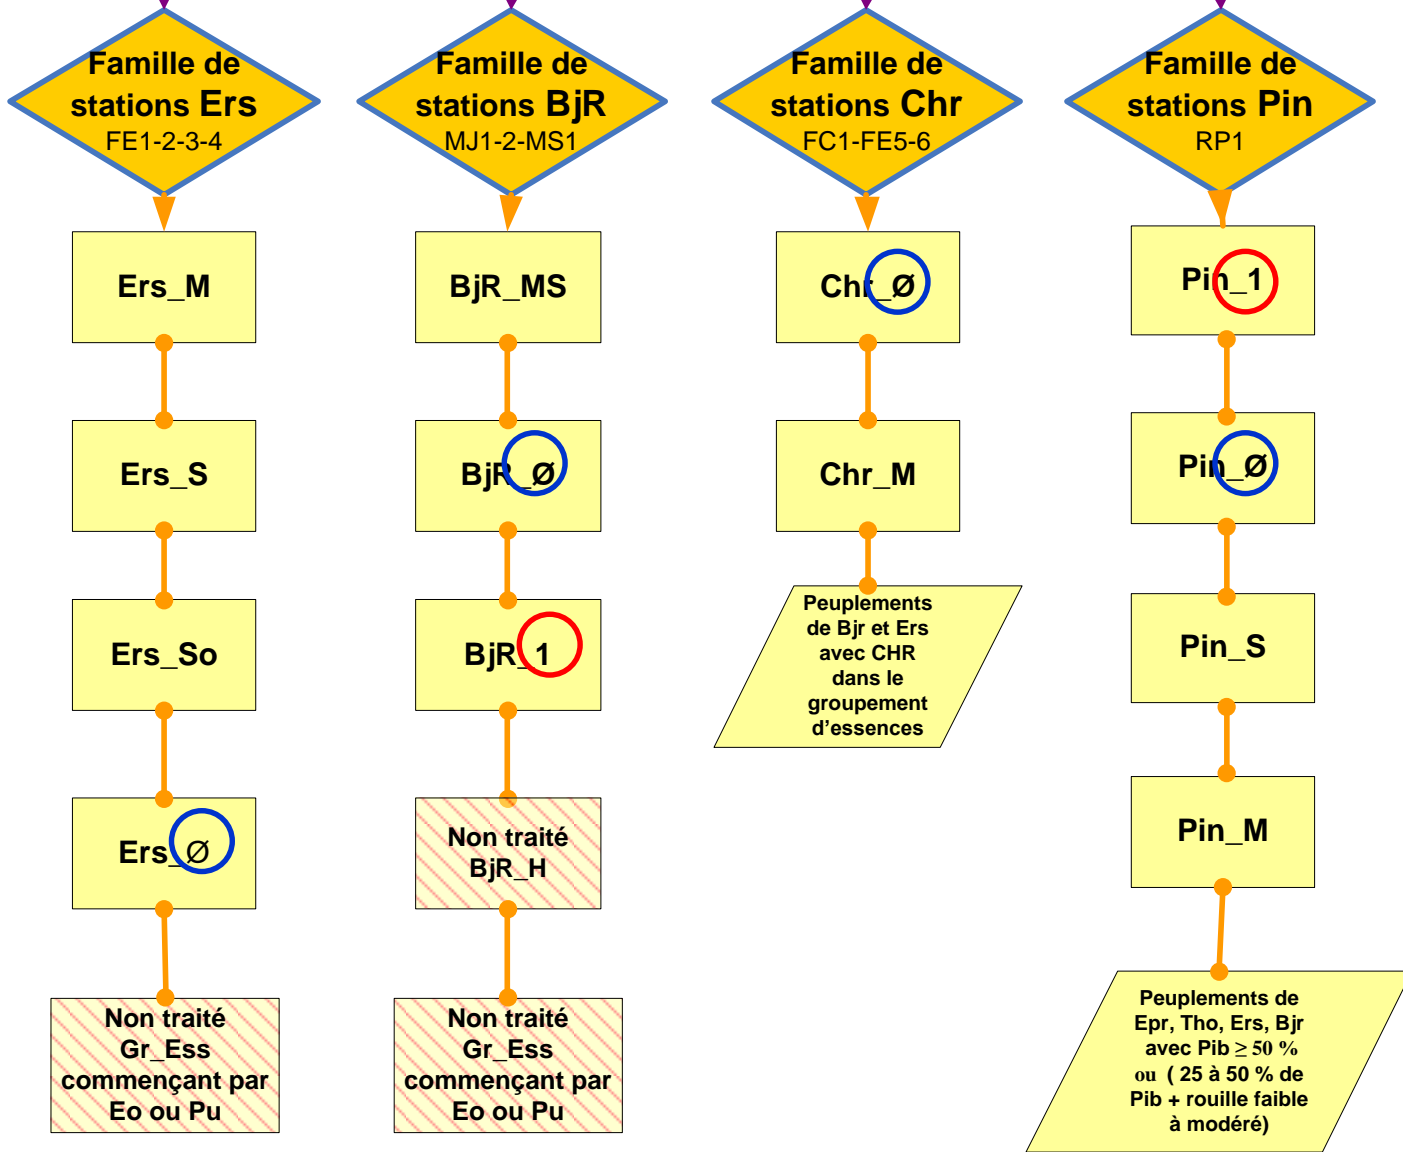 Famille de
stations Ers
FE1-2-3-4
Ers_M
Ers_S
Ers_So
Ers_Ø
Non traité
Gr_Ess
commençant par
Eo ou Pu
Famille de
stations BjR
MJ1-2-MS1
BjR_MS
BjR_Ø
BjR_1
Non traité
BjR_H
Non traité
Gr_Ess
commençant par
Eo ou Pu
Famille de
stations Chr
FC1-FE5-6
Chr_Ø
Chr_M
Peuplements
de Bjr et Ers
avec CHR
dans le
groupement
d’essences
Famille de
stations Pin
RP1
Pin_1
Pin_Ø
Pin_S
Pin_M
Peuplements de
Epr, Tho, Ers, Bjr
avec Pib ≥ 50 %
ou ( 25 à 50 % de
Pib + rouille faible
à modéré)